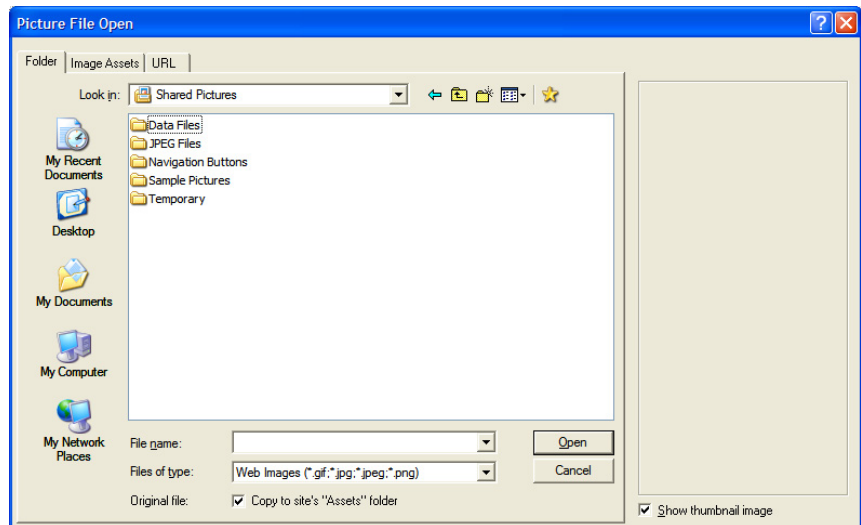 Picture File Open
Folder Image Assets URL
Look in: Shared Pictures
Data Files
JPEG Files
Navigation Buttons
Sample Pictures
Temporary
My Recent
Documents
Desktop
My Documents
My Computer
My Network
Places
File name:
Open
Files of type: Web Images (*.gif;*.jpg;*.jpeg;*.png)
Cancel
Original file: Copy to site's "Assets" folder
Show thumbnail image